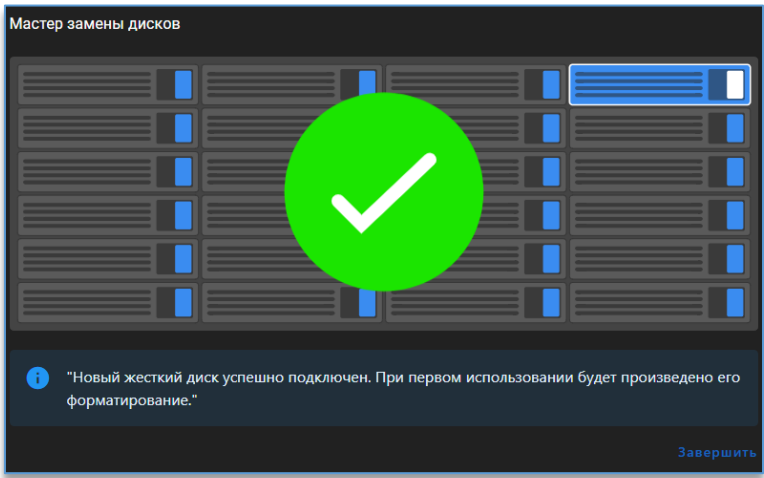 Мастер замены дисков
"Новый жесткий диск успешно подключен. При первом использовании будет произведено его
форматирование."
Завершить